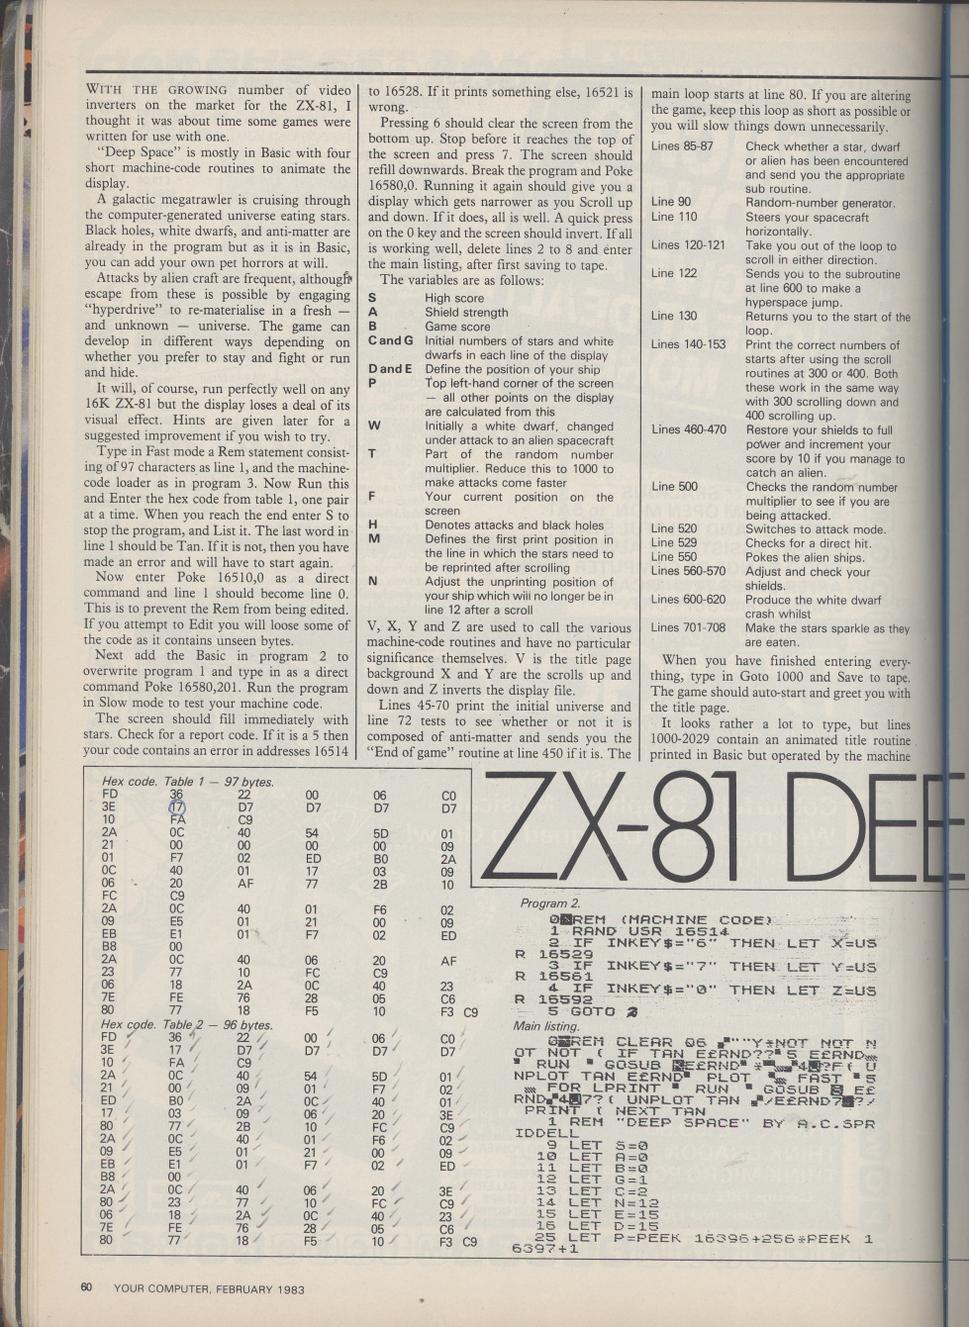 WITH THE GROWING number of video
inverters on the market for the ZX-81, I
thought it was about time some games were
written for use with one.
"Deep Space" is mostly in Basic with four
short machine-code routines to animate the
display.
A galactic megatrawler is cruising through
the computer-generated universe eating stars.
Black holes, white dwarfs, and anti-matter are
already in the program but as it is in Basic,
you can add your own pet horrors at will.
Attacks by alien craft are frequent, although
escape from these is possible by engaging
"hyperdrive" to re-materialise in a fresh —
and unknown — universe. The game can
develop in different ways depending on
whether you prefer to stay and fight or run
and hide.
It will, of course, run perfectly well on any
16K ZX-81 but the display loses a deal of its
visual effect. Hints are given later for a
suggested improvement if you wish to try.
Type in Fast mode a Rem statement consist-
ing of 97 characters as line 1, and the machine-
code loader as in program 3. Now Run this
and Enter the hex code from table 1, one pair
at a time. When you reach the end enter S to
stop the program, and List it. The last word in
line 1 should be Tan. If it is not, then you have
made an error and will have to start again.
Now enter Poke 16510,0 as a direct
command and line 1 should become line 0.
This is to prevent the Rem from being edited.
If you attempt to Edit you will loose some of
the code as it contains unseen bytes.
Next add the Basic in program 2 to
overwrite program 1 and type in as a direct
command Poke 16580,201. Run the program
in Slow mode to test your machine code.
The screen should fill immediately with
stars. Check for a report code. If it is a 5 then
your code contains an error in addresses 16514
to 16528. If it prints something else, 16521 is
wrong.
Pressing 6 should clear the screen from the
bottom up. Stop before it reaches the top of
the screen and press 7. The screen should
refill downwards. Break the program and Poke
16580,0. Running it again should give you a
display which gets narrower as you Scroll up
and down. If it does, all is well. A quick press
on the 0 key and the screen should invert. If all
is working well, delete lines 2 to 8 and enter
the main listing, after first saving to tape.
The variables are as follows:
S High score
A Shield strength
B Game score
C and G Initial numbers of stars and white
dwarfs in each line of the display
D and E Define the position of your ship
P Top left-hand corner of the screen
— all other points on the display
are calculated from this
W Initially a white dwarf, changed
under attack to an alien spacecraft
T Part of the random number
multiplier. Reduce this to 1000 to
make attacks come faster
F Your current position on the
screen
H Denotes attacks and black holes
M Defines the first print position in
the line in which the stars need to
be reprinted after scrolling
N Adjust the unprinting position of
your ship which will no longer be in
line 12 after a scroll
V, X, Y and Z are used to call the various
machine-code routines and have no particular
significance themselves. V is the title page
background X and Y are the scrolls up and
down and Z inverts the display file.
Lines 45-70 print the initial universe and
line 72 tests to see whether or not it is
composed of anti-matter and sends you the
"End of game" routine at line 450 if it is. The
main loop starts at line 80. If you are altering
the game, keep this loop as short as possible or
you will slow things down unnecessarily.
Lines 85-87 Check whether a star, dwarf
or alien has been encountered
and send you the appropriate
sub routine.
Line 90 Random-number generator.
Line 110 Steers your spacecraft
horizontally.
Lines 120-121 Take you out of the loop to
scroll in either direction.
Line 122 Sends you to the subroutine
at line 600 to make a
hyperspace jump.
Line 130 Returns you to the start of the
loop.
Lines 140-153 Print the correct numbers of
starts after using the scroll
routines at 300 or 400. Both
these work in the same way
with 300 scrolling down and
400 scrolling up.
Lines 460-470 Restore your shields to full
power and increment your
score by 10 if you manage to
catch an alien.
Line 500 Checks the random number
multiplier to see if you are
being attacked.
Line 520 Switches to attack mode.
Line 529 Checks for a direct hit.
Line 550 Pokes the alien ships.
Lines 560-570 Adjust and check your
shields.
Lines 600-620 Produce the white dwarf
crash whilst
Lines 701-708 Make the stars sparkle as they
are eaten.
When you have finished entering every-
thing, type in Goto 1000 and Save to tape.
The game should auto-start and greet you with
the title page.
It looks rather a lot to type, but lines
1000-2029 contain an animated title routine
printed in Basic but operated by the machine
Hex code. Table 1 — 97 bytes.
FD 36 22 00 06 C0
3E 17 D7 D7 D7 D7
10 FA C9
2A 0C 40 54 5D 01
21 00 00 00 00 09
01 F7 02 ED B0 2A
0C 40 01 17 03 09
06 20 AF 77 2B 10
FC C9
2A 0C 40 01 F6 02
09 E5 01 21 00 09
EB E1 01 F7 02 ED
B8 00
2A 0C 40 06 20 AF
23 77 10 FC C9
06 18 2A 0C 40 23
7E FE 76 28 05 C6
80 77 18 F5 10 F3 C9
Hex code. Table 2 — 96 bytes.
FD 36 22 00 06 C0
3E 17 D7 D7 D7 D7
10 FA C9
2A 0C 40 54 5D 01
21 00 09 01 F7 02
ED B0 2A 0C 40 01
17 03 09 06 20 3E
80 77 2B 10 FC C9
2A 0C 40 01 F6 02
09 E5 01 21 00 09
EB E1 01 F7 02 ED
B8 00
2A 0C 40 06 20 3E
80 23 77 10 FC C9
06 18 2A 0C 40 23
7E FE 76 28 05 C6
80 77 18 F5 10 F3 C9
ZX-81 DEE
Program 2.
0 REM (MACHINE CODE)
1 RAND USR 16514
2 IF INKEY$="6" THEN LET X=US
R 16529
3 IF INKEY$="7" THEN LET Y=US
R 16561
4 IF INKEY$="0" THEN LET Z=US
R 16592
5 GOTO 2
Main listing.
0 REM CLEAR Q6 ""Y*NOT NOT N
OT NOT ( IF TAN E£RND??" 5 E£RND
RUN GOSUB E£RND" 4 ?F( U
NPLOT TAN E£RND" PLOT FAST "5
FOR LPRINT RUN GOSUB E£
RND 4 7?( UNPLOT TAN /E£RND7 ?/
PRINT ( NEXT TAN
1 REM "DEEP SPACE" BY A.C.SPR
IDDELL
9 LET S=0
10 LET A=0
11 LET B=0
12 LET G=1
13 LET C=2
14 LET N=12
15 LET E=15
16 LET D=15
25 LET P=PEEK 16396+256*PEEK 1
6397+1
60 YOUR COMPUTER, FEBRUARY 1983